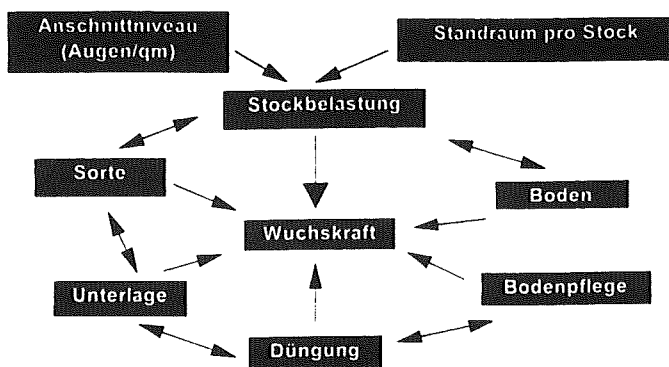 Anschnittniveau
(Augen/qm)
Standraum pro Stock
Stockbelastung
Sorte
Boden
Wuchskraft
Unterlage
Bodenpflege
Düngung